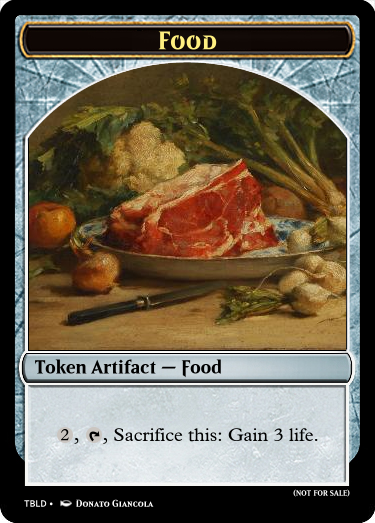 Food
Token Artifact — Food
2, , Sacrifice this: Gain 3 life.
(NOT FOR SALE)
TBLD • Donato Giancola